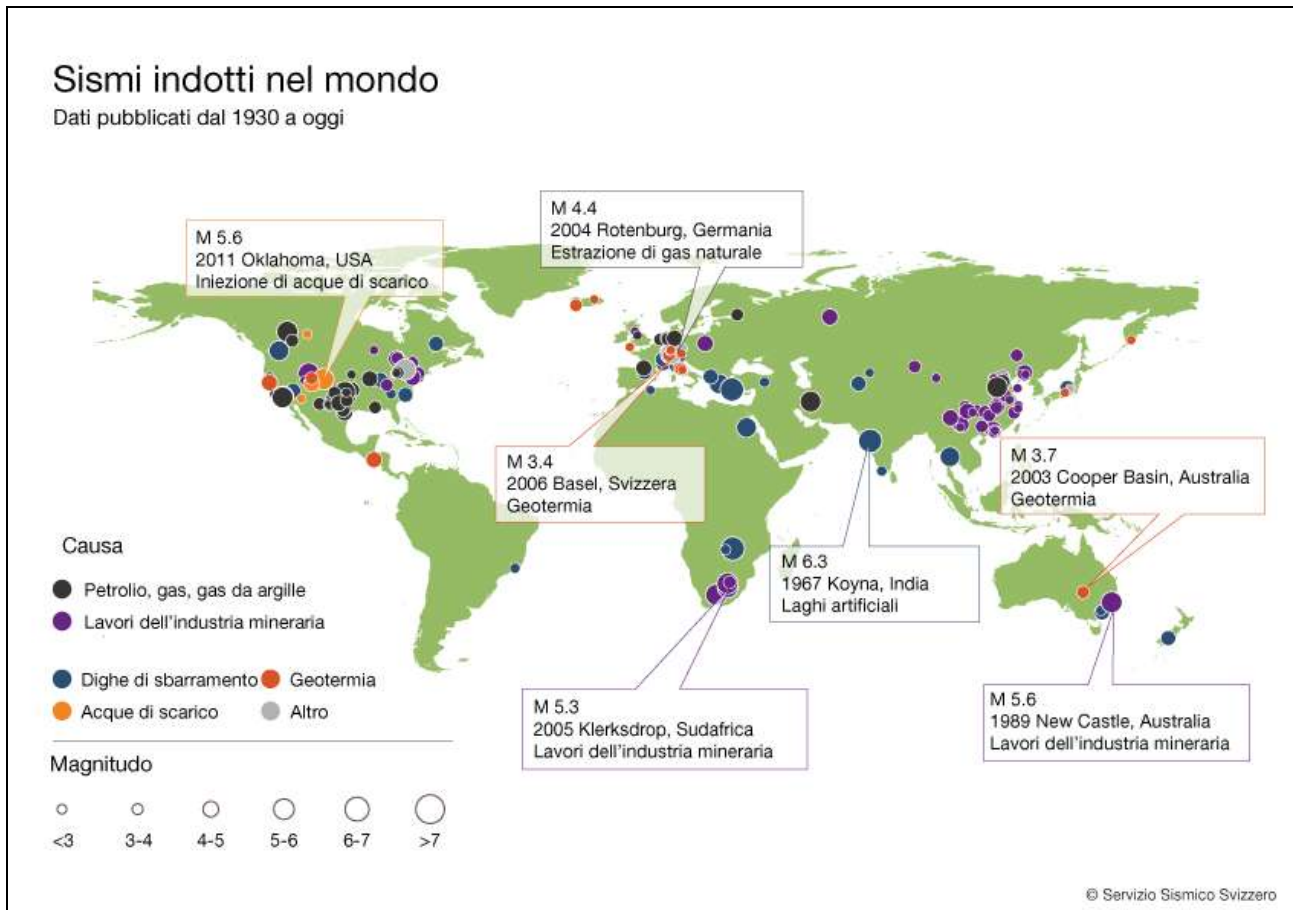 Sismi indotti nel mondo
Dati pubblicati dal 1930 a oggi
M 4.4
2004 Rotenburg, Germania
Estrazione di gas naturale
M 5.6
2011 Oklahoma, USA
Iniezione di acque di scarico
M 3.4
2006 Basel, Svizzera
Geotermia
M 3.7
2003 Cooper Basin, Australia
Geotermia
M 6.3
1967 Koyna, India
Laghi artificiali
M 5.3
2005 Klerksdrop, Sudafrica
Lavori dell'industria mineraria
M 5.6
1989 New Castle, Australia
Lavori dell'industria mineraria
Causa
Petrolio, gas, gas da argille
Lavori dell'industria mineraria
Dighe di sbarramento Geotermia
Acque di scarico Altro
Magnitudo
<3 3-4 4-5 5-6 6-7 >7
© Servizio Sismico Svizzero